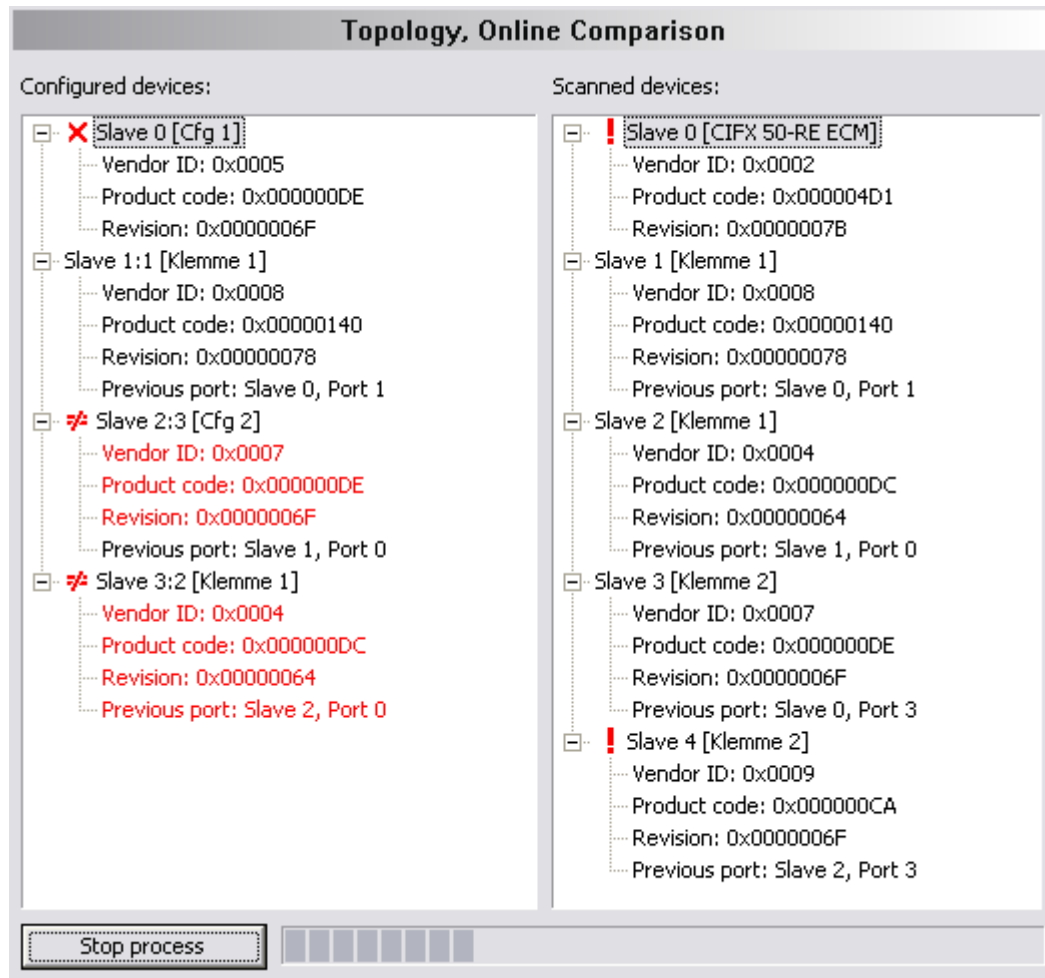 Topology, Online Comparison
Configured devices:
Slave 0 [Cfg 1]
Vendor ID: 0x0005
Product code: 0x000000DE
Revision: 0x0000006F
Slave 1:1 [Klemme 1]
Vendor ID: 0x0008
Product code: 0x00000140
Revision: 0x00000078
Previous port: Slave 0, Port 1
Slave 2:3 [Cfg 2]
Vendor ID: 0x0007
Product code: 0x000000DE
Revision: 0x0000006F
Previous port: Slave 1, Port 0
Slave 3:2 [Klemme 1]
Vendor ID: 0x0004
Product code: 0x000000DC
Revision: 0x00000064
Previous port: Slave 2, Port 0
Scanned devices:
Slave 0 [CIFX 50-RE ECM]
Vendor ID: 0x0002
Product code: 0x000004D1
Revision: 0x0000007B
Slave 1 [Klemme 1]
Vendor ID: 0x0008
Product code: 0x00000140
Revision: 0x00000078
Previous port: Slave 0, Port 1
Slave 2 [Klemme 1]
Vendor ID: 0x0004
Product code: 0x000000DC
Revision: 0x00000064
Previous port: Slave 1, Port 0
Slave 3 [Klemme 2]
Vendor ID: 0x0007
Product code: 0x000000DE
Revision: 0x0000006F
Previous port: Slave 0, Port 3
Slave 4 [Klemme 2]
Vendor ID: 0x0009
Product code: 0x000000CA
Revision: 0x0000006F
Previous port: Slave 2, Port 3
Stop process